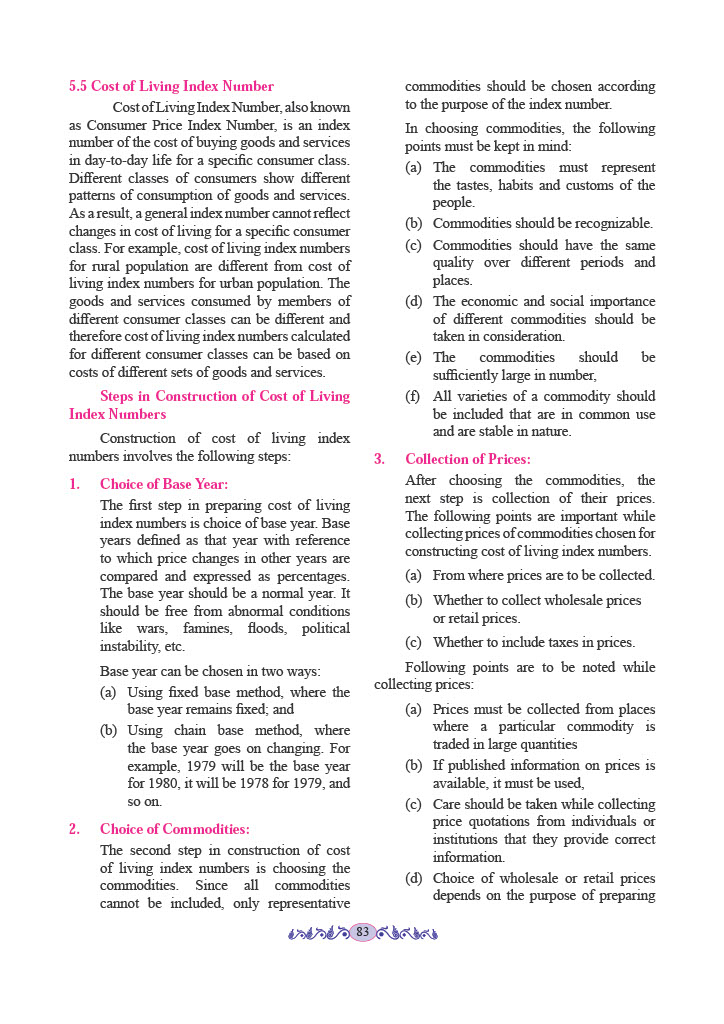 5.5 Cost of Living Index Number
Cost of Living Index Number, also known
as Consumer Price Index Number, is an index
number of the cost of buying goods and services
in day-to-day life for a specific consumer class.
Different classes of consumers show different
patterns of consumption of goods and services.
As a result, a general index number cannot reflect
changes in cost of living for a specific consumer
class. For example, cost of living index numbers
for rural population are different from cost of
living index numbers for urban population. The
goods and services consumed by members of
different consumer classes can be different and
therefore cost of living index numbers calculated
for different consumer classes can be based on
costs of different sets of goods and services.
Steps in Construction of Cost of Living
Index Numbers
Construction of cost of living index
numbers involves the following steps:
1. Choice of Base Year:
The first step in preparing cost of living
index numbers is choice of base year. Base
years defined as that year with reference
to which price changes in other years are
compared and expressed as percentages.
The base year should be a normal year. It
should be free from abnormal conditions
like wars, famines, floods, political
instability, etc.
Base year can be chosen in two ways:
(a) Using fixed base method, where the
base year remains fixed; and
(b) Using chain base method, where
the base year goes on changing. For
example, 1979 will be the base year
for 1980, it will be 1978 for 1979, and
so on.
2. Choice of Commodities:
The second step in construction of cost
of living index numbers is choosing the
commodities. Since all commodities
cannot be included, only representative
commodities should be chosen according
to the purpose of the index number.
In choosing commodities, the following
points must be kept in mind:
(a) The commodities must represent
the tastes, habits and customs of the
people.
(b) Commodities should be recognizable.
(c) Commodities should have the same
quality over different periods and
places.
(d) The economic and social importance
of different commodities should be
taken in consideration.
(e) The commodities should be
sufficiently large in number,
(f) All varieties of a commodity should
be included that are in common use
and are stable in nature.
3. Collection of Prices:
After choosing the commodities, the
next step is collection of their prices.
The following points are important while
collecting prices of commodities chosen for
constructing cost of living index numbers.
(a) From where prices are to be collected.
(b) Whether to collect wholesale prices
or retail prices.
(c) Whether to include taxes in prices.
Following points are to be noted while
collecting prices:
(a) Prices must be collected from places
where a particular commodity is
traded in large quantities
(b) If published information on prices is
available, it must be used,
(c) Care should be taken while collecting
price quotations from individuals or
institutions that they provide correct
information.
(d) Choice of wholesale or retail prices
depends on the purpose of preparing
83